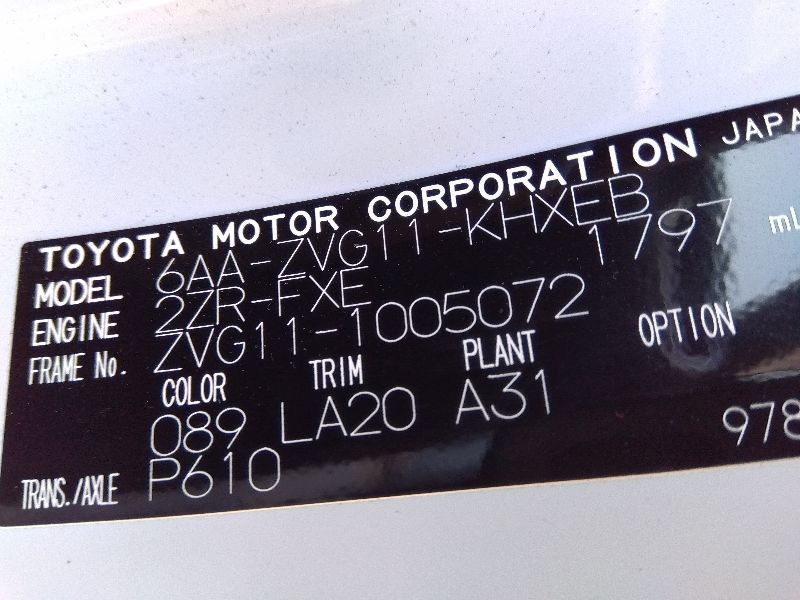 TOYOTA MOTOR CORPORATION JAPA
MODEL 6AA-ZVG11-KHXEB
ENGINE 2ZR-FXE 1797 mL
FRAME No. ZVG11-1005072
COLOR TRIM PLANT OPTION
089 LA20 A31
TRANS./AXLE P610 978